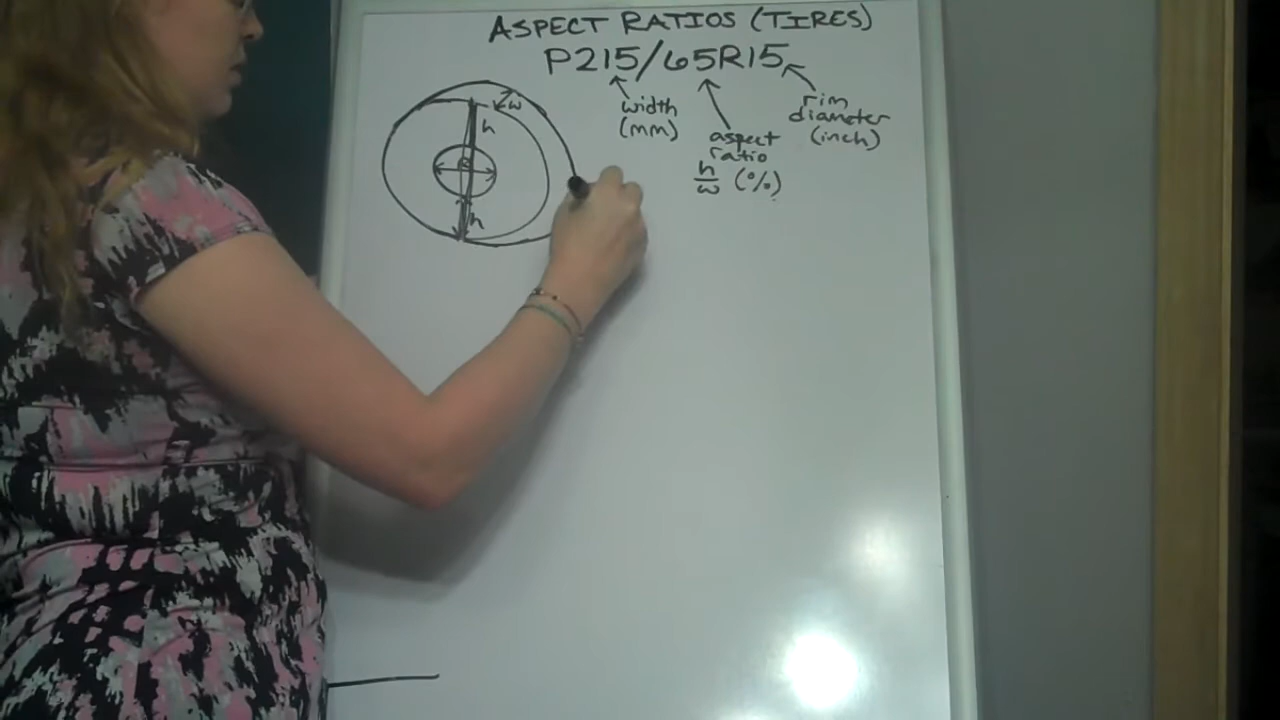 ASPECT RATIOS (TIRES)
P215/65R15
width
(mm)
aspect
ratio
h/w (%)
rim
diameter
(inch)
w
h
h